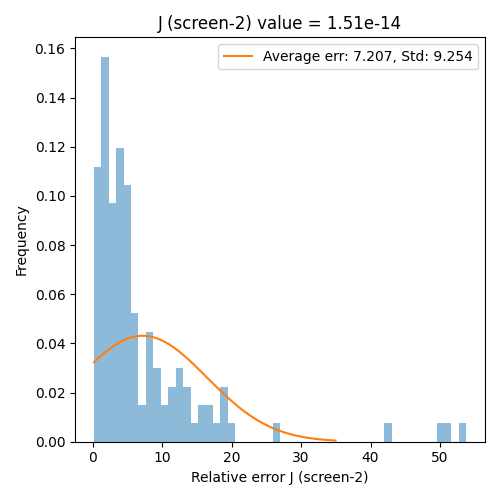 J (screen-2) value = 1.51e-14
Average err: 7.207, Std: 9.254
Frequency
0.16
0.14
0.12
0.10
0.08
0.06
0.04
0.02
0.00
0 10 20 30 40 50
Relative error J (screen-2)